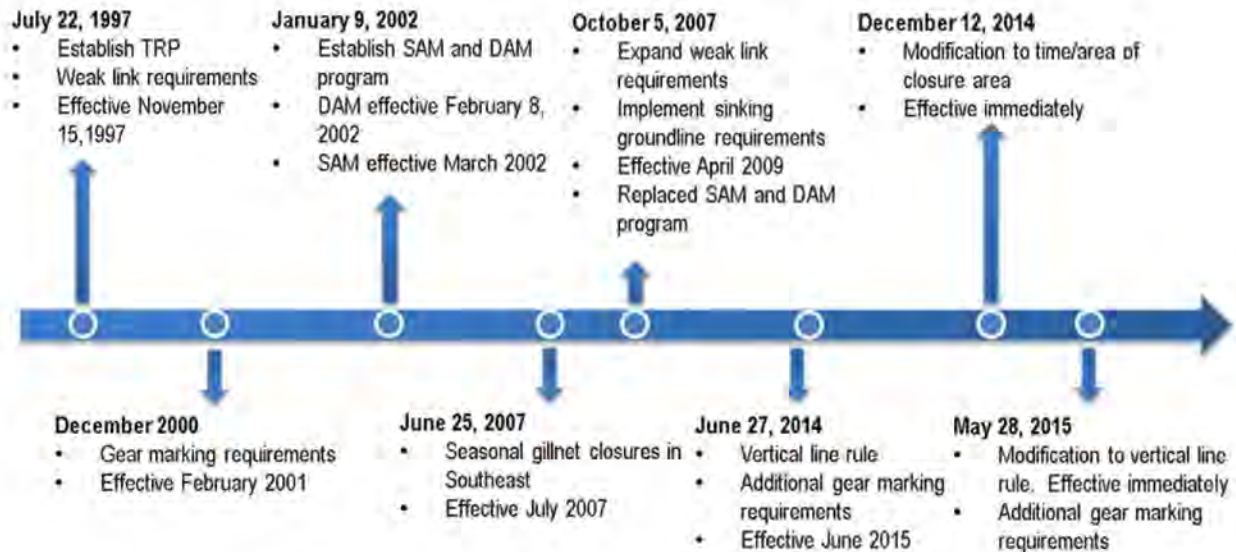 July 22, 1997
• Establish TRP
• Weak link requirements
• Effective November
15,1997
January 9, 2002
• Establish SAM and DAM
program
• DAM effective February 8,
2002
• SAM effective March 2002
October 5, 2007
• Expand weak link
requirements
• Implement sinking
groundline requirements
• Effective April 2009
• Replaced SAM and DAM
program
December 12, 2014
• Modification to time/area of
closure area
• Effective immediately
December 2000
• Gear marking requirements
• Effective February 2001
June 25, 2007
• Seasonal gillnet closures in
Southeast
• Effective July 2007
June 27, 2014
• Vertical line rule
• Additional gear marking
requirements
• Effective June 2015
May 28, 2015
• Modification to vertical line
rule. Effective immediately
• Additional gear marking
requirements